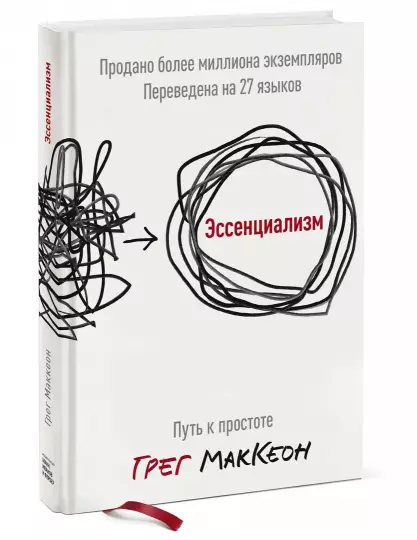 Продано более миллиона экземпляров
Переведена на 27 языков
Эссенциализм
Путь к простоте
Грег МакКеон
Эссенциализм
Грег Маккеон